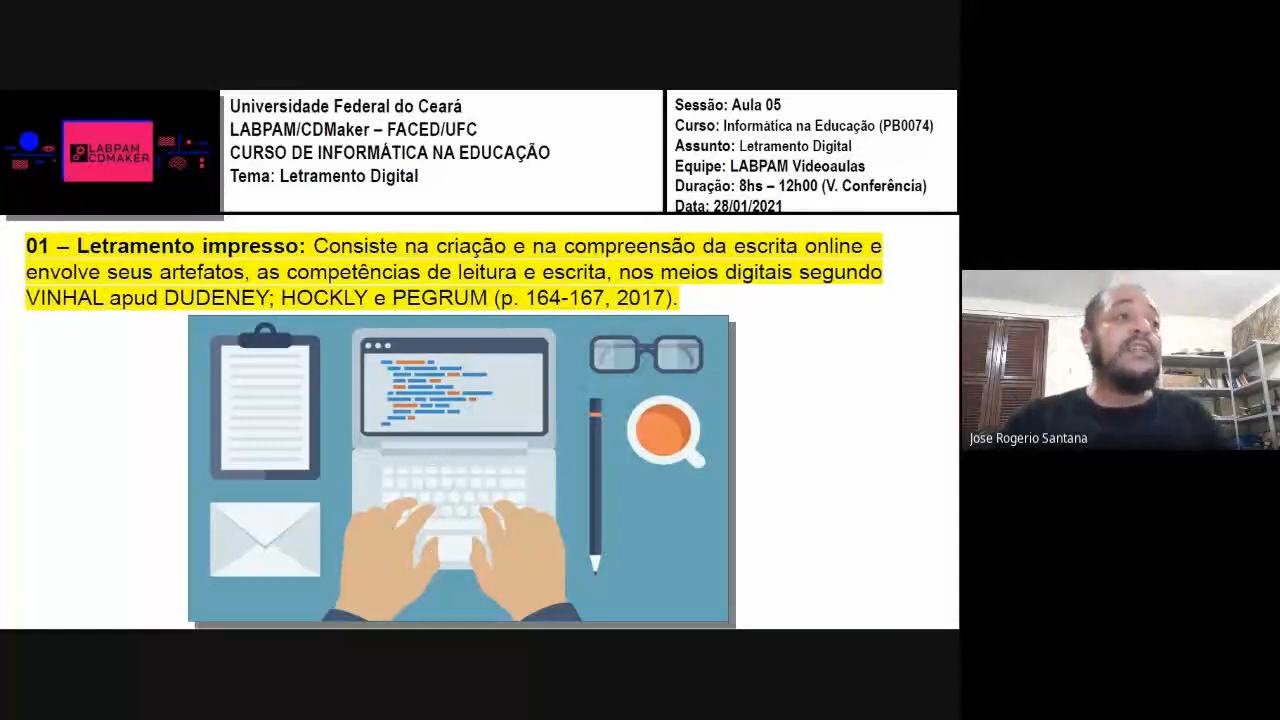 LABPAM
CDMAKER
Universidade Federal do Ceará
LABPAM/CDMaker – FACED/UFC
CURSO DE INFORMÁTICA NA EDUCAÇÃO
Tema: Letramento Digital
Sessão: Aula 05
Curso: Informática na Educação (PB0074)
Assunto: Letramento Digital
Equipe: LABPAM Videoaulas
Duração: 8hs – 12h00 (V. Conferência)
Data: 28/01/2021
01 – Letramento impresso: Consiste na criação e na compreensão da escrita online e
envolve seus artefatos, as competências de leitura e escrita, nos meios digitais segundo
VINHAL apud DUDENEY; HOCKLY e PEGRUM (p. 164-167, 2017).
Jose Rogerio Santana